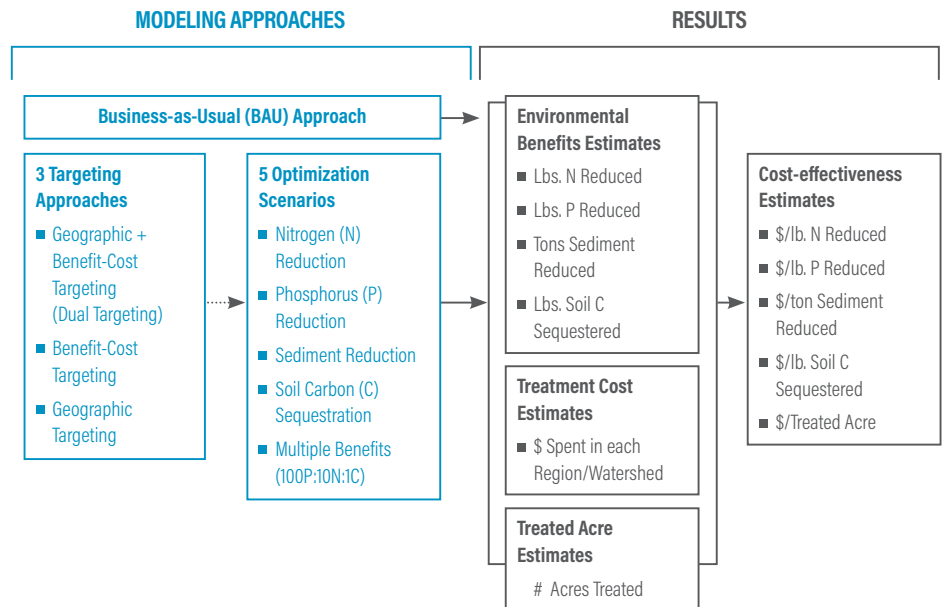 MODELING APPROACHES
RESULTS
Business-as-Usual (BAU) Approach
3 Targeting
Approaches
■ Geographic +
Benefit-Cost
Targeting
(Dual Targeting)
■ Benefit-Cost
Targeting
■ Geographic
Targeting
5 Optimization
Scenarios
■ Nitrogen (N)
Reduction
■ Phosphorus (P)
Reduction
■ Sediment Reduction
■ Soil Carbon (C)
Sequestration
■ Multiple Benefits
(100P:10N:1C)
Environmental
Benefits Estimates
■ Lbs. N Reduced
■ Lbs. P Reduced
■ Tons Sediment
Reduced
■ Lbs. Soil C
Sequestered
Treatment Cost
Estimates
■ $ Spent in each
Region/Watershed
Treated Acre
Estimates
# Acres Treated
Cost-effectiveness
Estimates
■ $/lb. N Reduced
■ $/lb. P Reduced
■ $/ton Sediment
Reduced
■ $/lb. Soil C
Sequestered
■ $/Treated Acre